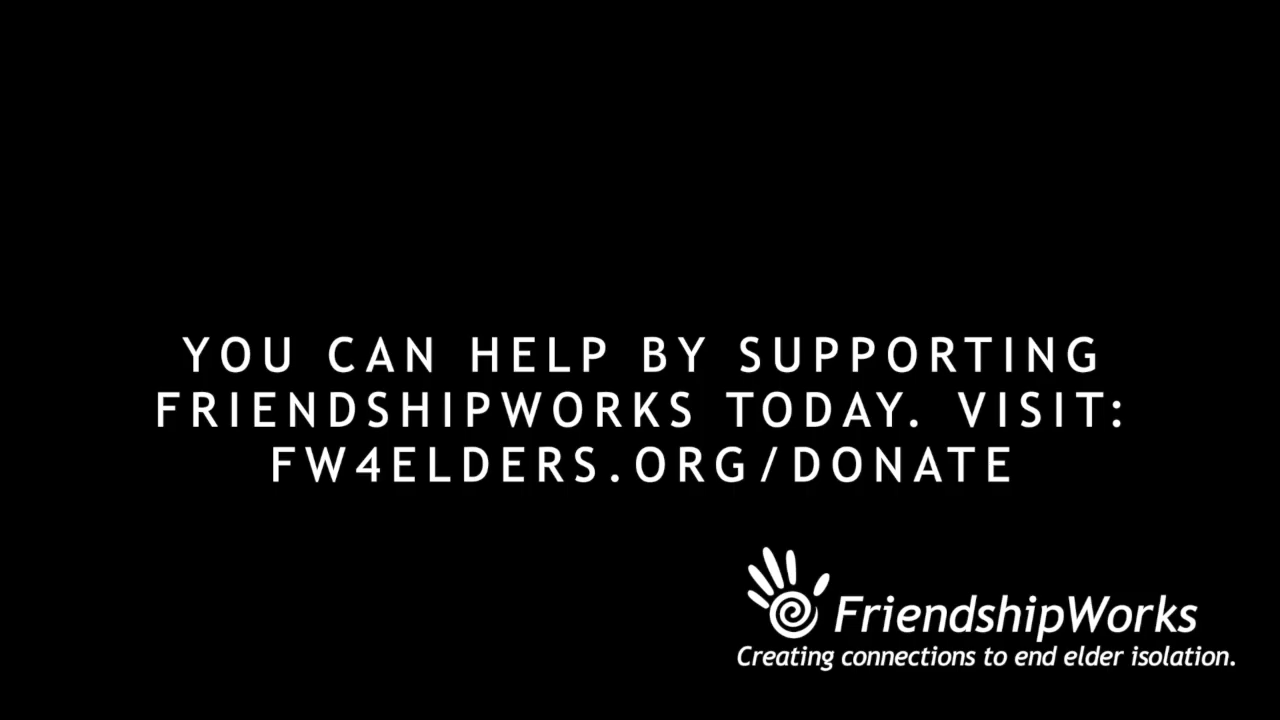 YOU CAN HELP BY SUPPORTING
FRIENDSHIPWORKS TODAY. VISIT:
FW4ELDERS.ORG/DONATE
FriendshipWorks
Creating connections to end elder isolation.